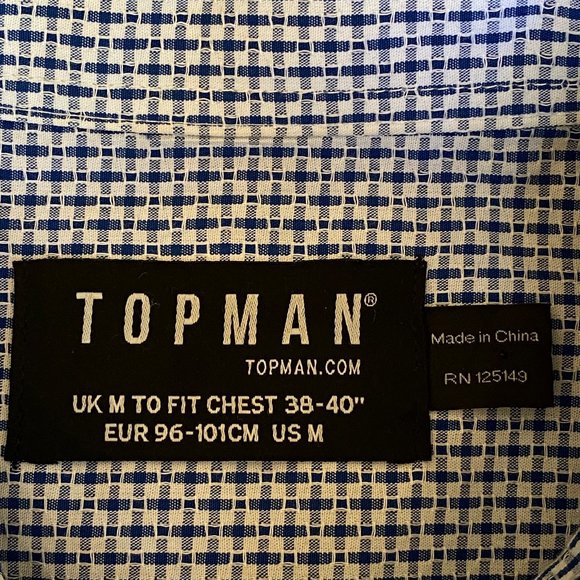 TOPMAN®
TOPMAN.COM
UK M TO FIT CHEST 38-40"
EUR 96-101CM US M
Made in China
RN 125149